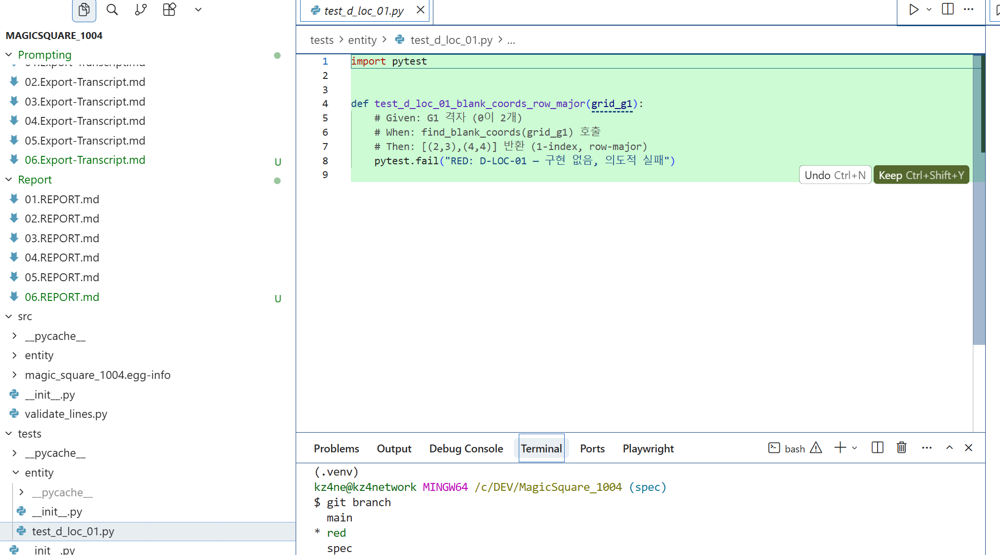 MAGICSQUARE_1004
Prompting
02.Export-Transcript.md
03.Export-Transcript.md
04.Export-Transcript.md
05.Export-Transcript.md
06.Export-Transcript.md U
Report
01.REPORT.md
02.REPORT.md
03.REPORT.md
04.REPORT.md
05.REPORT.md
06.REPORT.md U
src
__pycache__
entity
magic_square_1004.egg-info
__init__.py
validate_lines.py
tests
__pycache__
entity
__pycache__
__init__.py
test_d_loc_01.py
__init__.py
test_d_loc_01.py
tests > entity > test_d_loc_01.py > ...
1 import pytest
2
3
4 def test_d_loc_01_blank_coords_row_major(grid_g1):
5     # Given: G1 격자 (0이 2개)
6     # When: find_blank_coords(grid_g1) 호출
7     # Then: [(2,3),(4,4)] 반환 (1-index, row-major)
8     pytest.fail("RED: D-LOC-01 — 구현 없음, 의도적 실패")
9
Undo Ctrl+N Keep Ctrl+Shift+Y
Problems Output Debug Console Terminal Ports Playwright bash
(.venv)
kz4ne@kz4network MINGW64 /c/DEV/MagicSquare_1004 (spec)
$ git branch
  main
* red
  spec